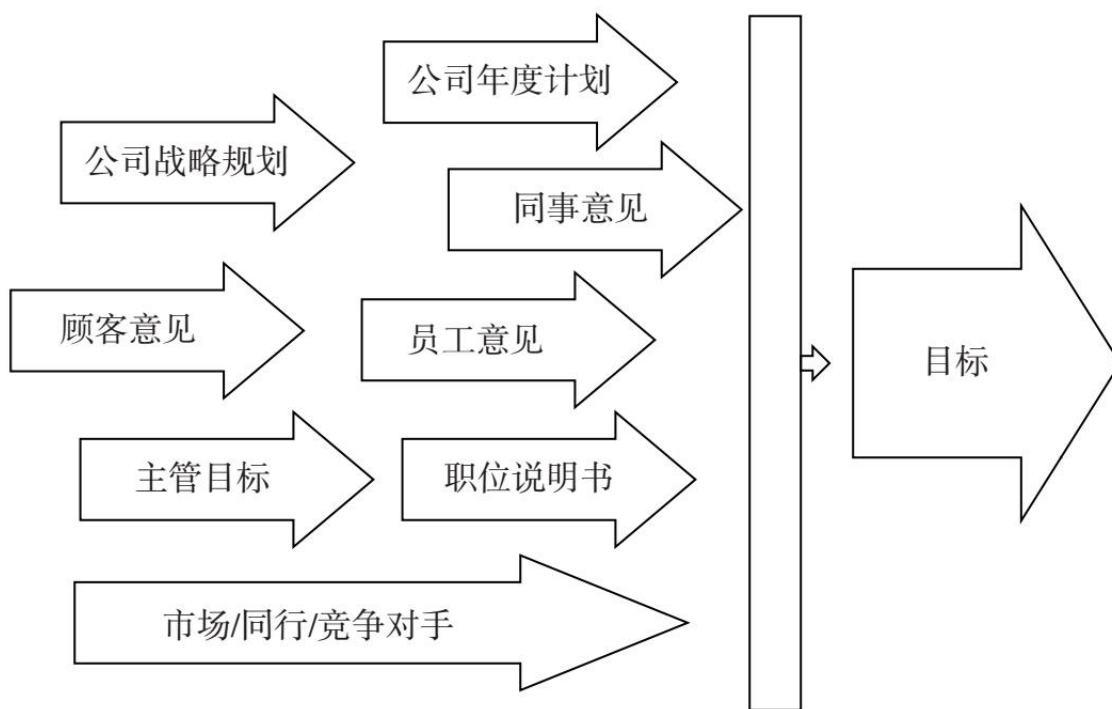 公司年度计划
公司战略规划
同事意见
顾客意见
员工意见
目标
主管目标
职位说明书
市场/同行/竞争对手